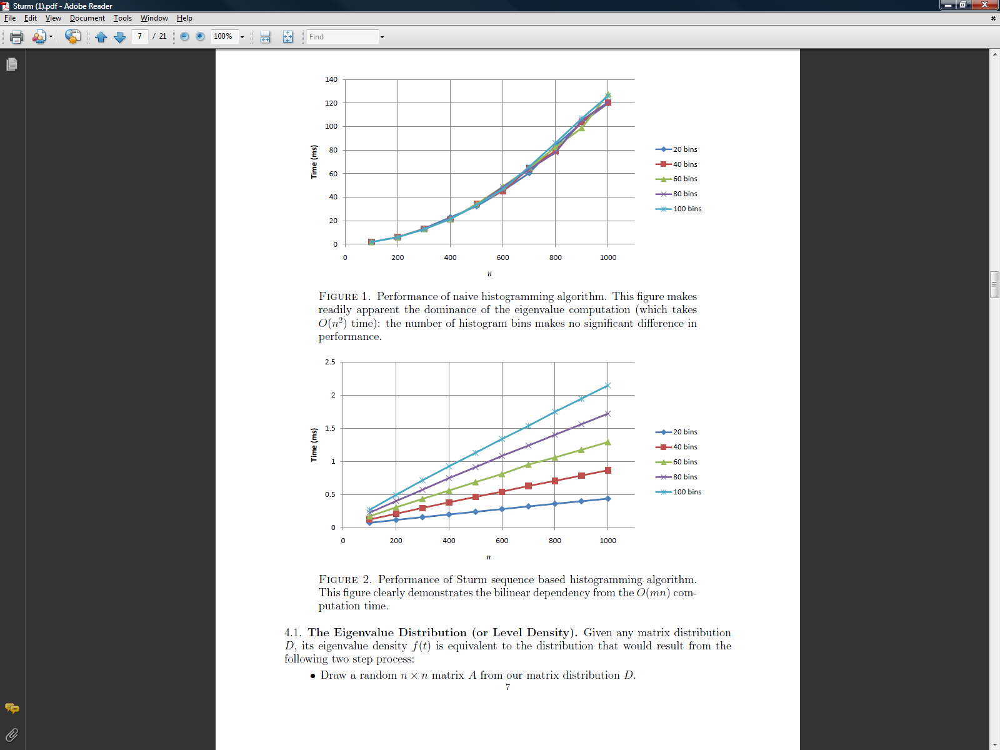 Sturm (1).pdf - Adobe Reader
File Edit View Document Tools Window Help
7 / 21 100% Find
140
120
100
80
60
40
20
0
Time (ms)
0 200 400 600 800 1000
n
20 bins
40 bins
60 bins
80 bins
100 bins
FIGURE 1. Performance of naive histogramming algorithm. This figure makes
readily apparent the dominance of the eigenvalue computation (which takes
O(n²) time): the number of histogram bins makes no significant difference in
performance.
2.5
2
1.5
1
0.5
0
Time (ms)
0 200 400 600 800 1000
n
20 bins
40 bins
60 bins
80 bins
100 bins
FIGURE 2. Performance of Sturm sequence based histogramming algorithm.
This figure clearly demonstrates the bilinear dependency from the O(mn) com-
putation time.
4.1. The Eigenvalue Distribution (or Level Density). Given any matrix distribution
D, its eigenvalue density f(t) is equivalent to the distribution that would result from the
following two step process:
• Draw a random n × n matrix A from our matrix distribution D.
7